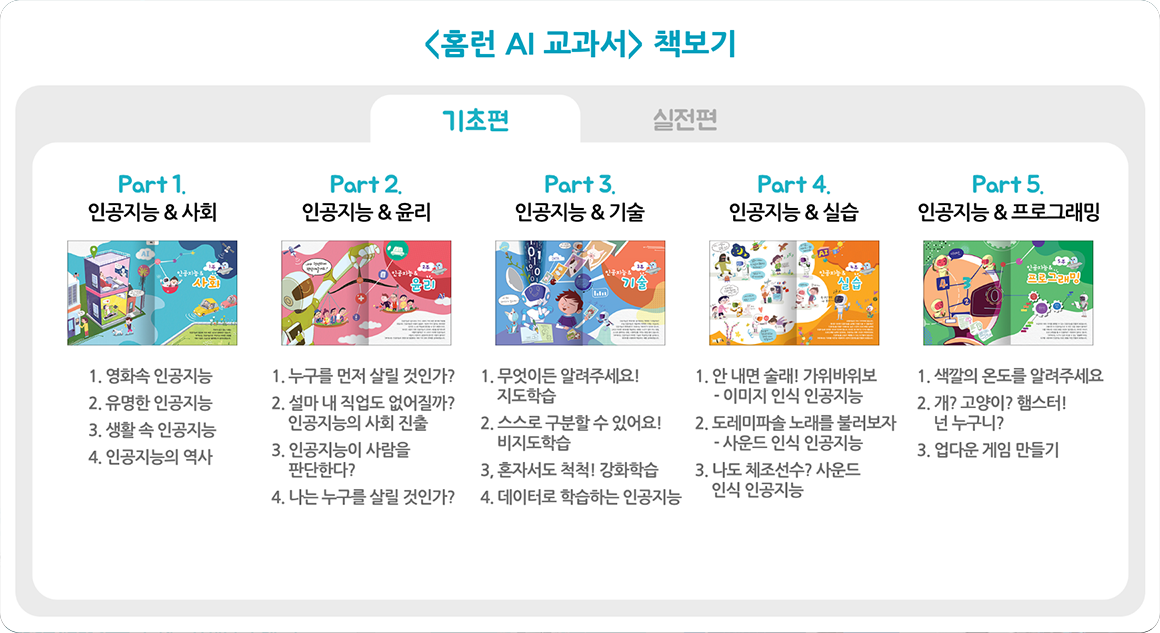 <홈런 AI 교과서> 책보기
기초편
실전편
Part 1.
인공지능 & 사회
인공지능 &
사회
1. 영화속 인공지능
2. 유명한 인공지능
3. 생활 속 인공지능
4. 인공지능의 역사
Part 2.
인공지능 & 윤리
인공지능 &
윤리
1. 누구를 먼저 살릴 것인가?
2. 설마 내 직업도 없어질까?
인공지능의 사회 진출
3. 인공지능이 사람을
판단한다?
4. 나는 누구를 살릴 것인가?
Part 3.
인공지능 & 기술
인공지능 &
기술
1. 무엇이든 알려주세요!
지도학습
2. 스스로 구분할 수 있어요!
비지도학습
3, 혼자서도 척척! 강화학습
4. 데이터로 학습하는 인공지능
Part 4.
인공지능 & 실습
인공지능 &
실습
1. 안 내면 술래! 가위바위보
- 이미지 인식 인공지능
2. 도레미파솔 노래를 불러보자
- 사운드 인식 인공지능
3. 나도 체조선수? 사운드
인식 인공지능
Part 5.
인공지능 & 프로그래밍
인공지능 &
프로그래밍
1. 색깔의 온도를 알려주세요
2. 개? 고양이? 햄스터!
넌 누구니?
3. 업다운 게임 만들기